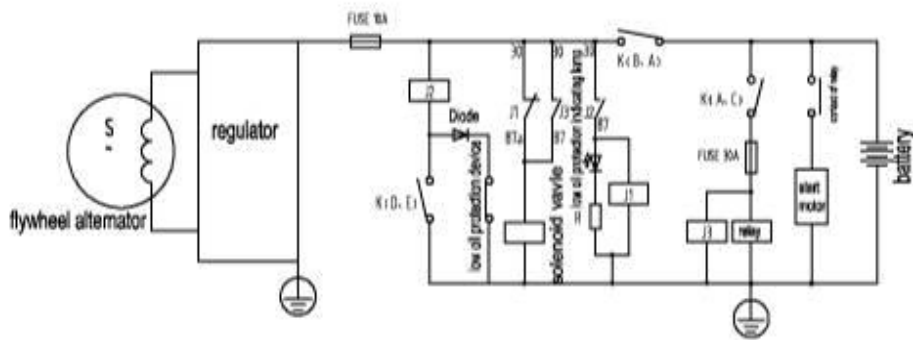 FUSE 10A
S
regulator
flywheel alternator
J2
Diode
K(D、E)
low oil protection device
30
J1
87a
30
J3
87
solenoid vavle
30
J2
87
low oil protection indicating lamp
R
J1
K(B、A)
K(A、C)
FUSE 30A
J3
relay
contact of relay
start
motor
battery